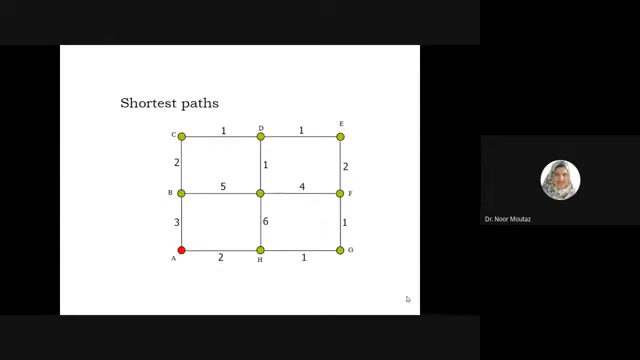 Shortest paths
C 1 D 1 E
2 1 2
B 5 4 F
3 6 1
A 2 H 1 G
Dr. Noor Moutaz